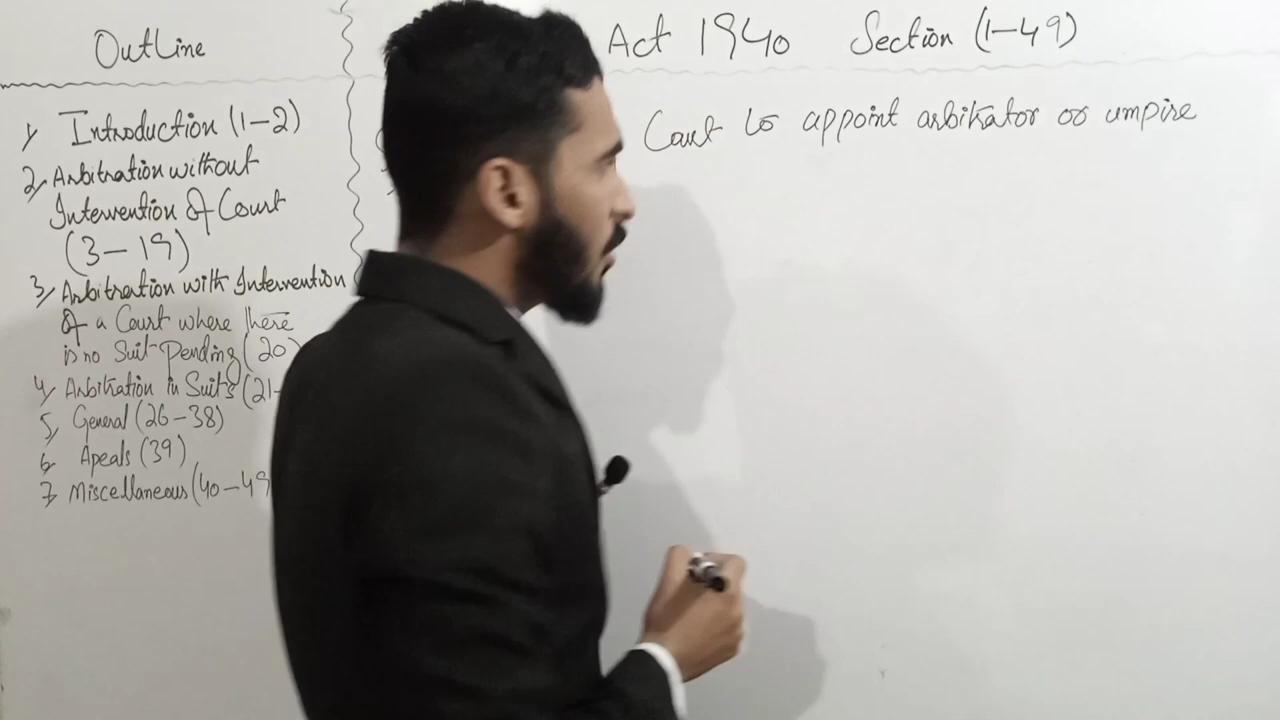 Outline
1, Introduction (1-2)
2, Arbitration without
Intervention Of Court
(3-19)
3, Arbitration with Intervention
Of a Court where there
is no Suit Pending (20)
4, Arbitration in Suits (21-
5, General (26-38)
6, Apeals (39)
7, Miscellaneous (40-49
Act 1940 Section (1-49)
Court to appoint arbitrator or umpire